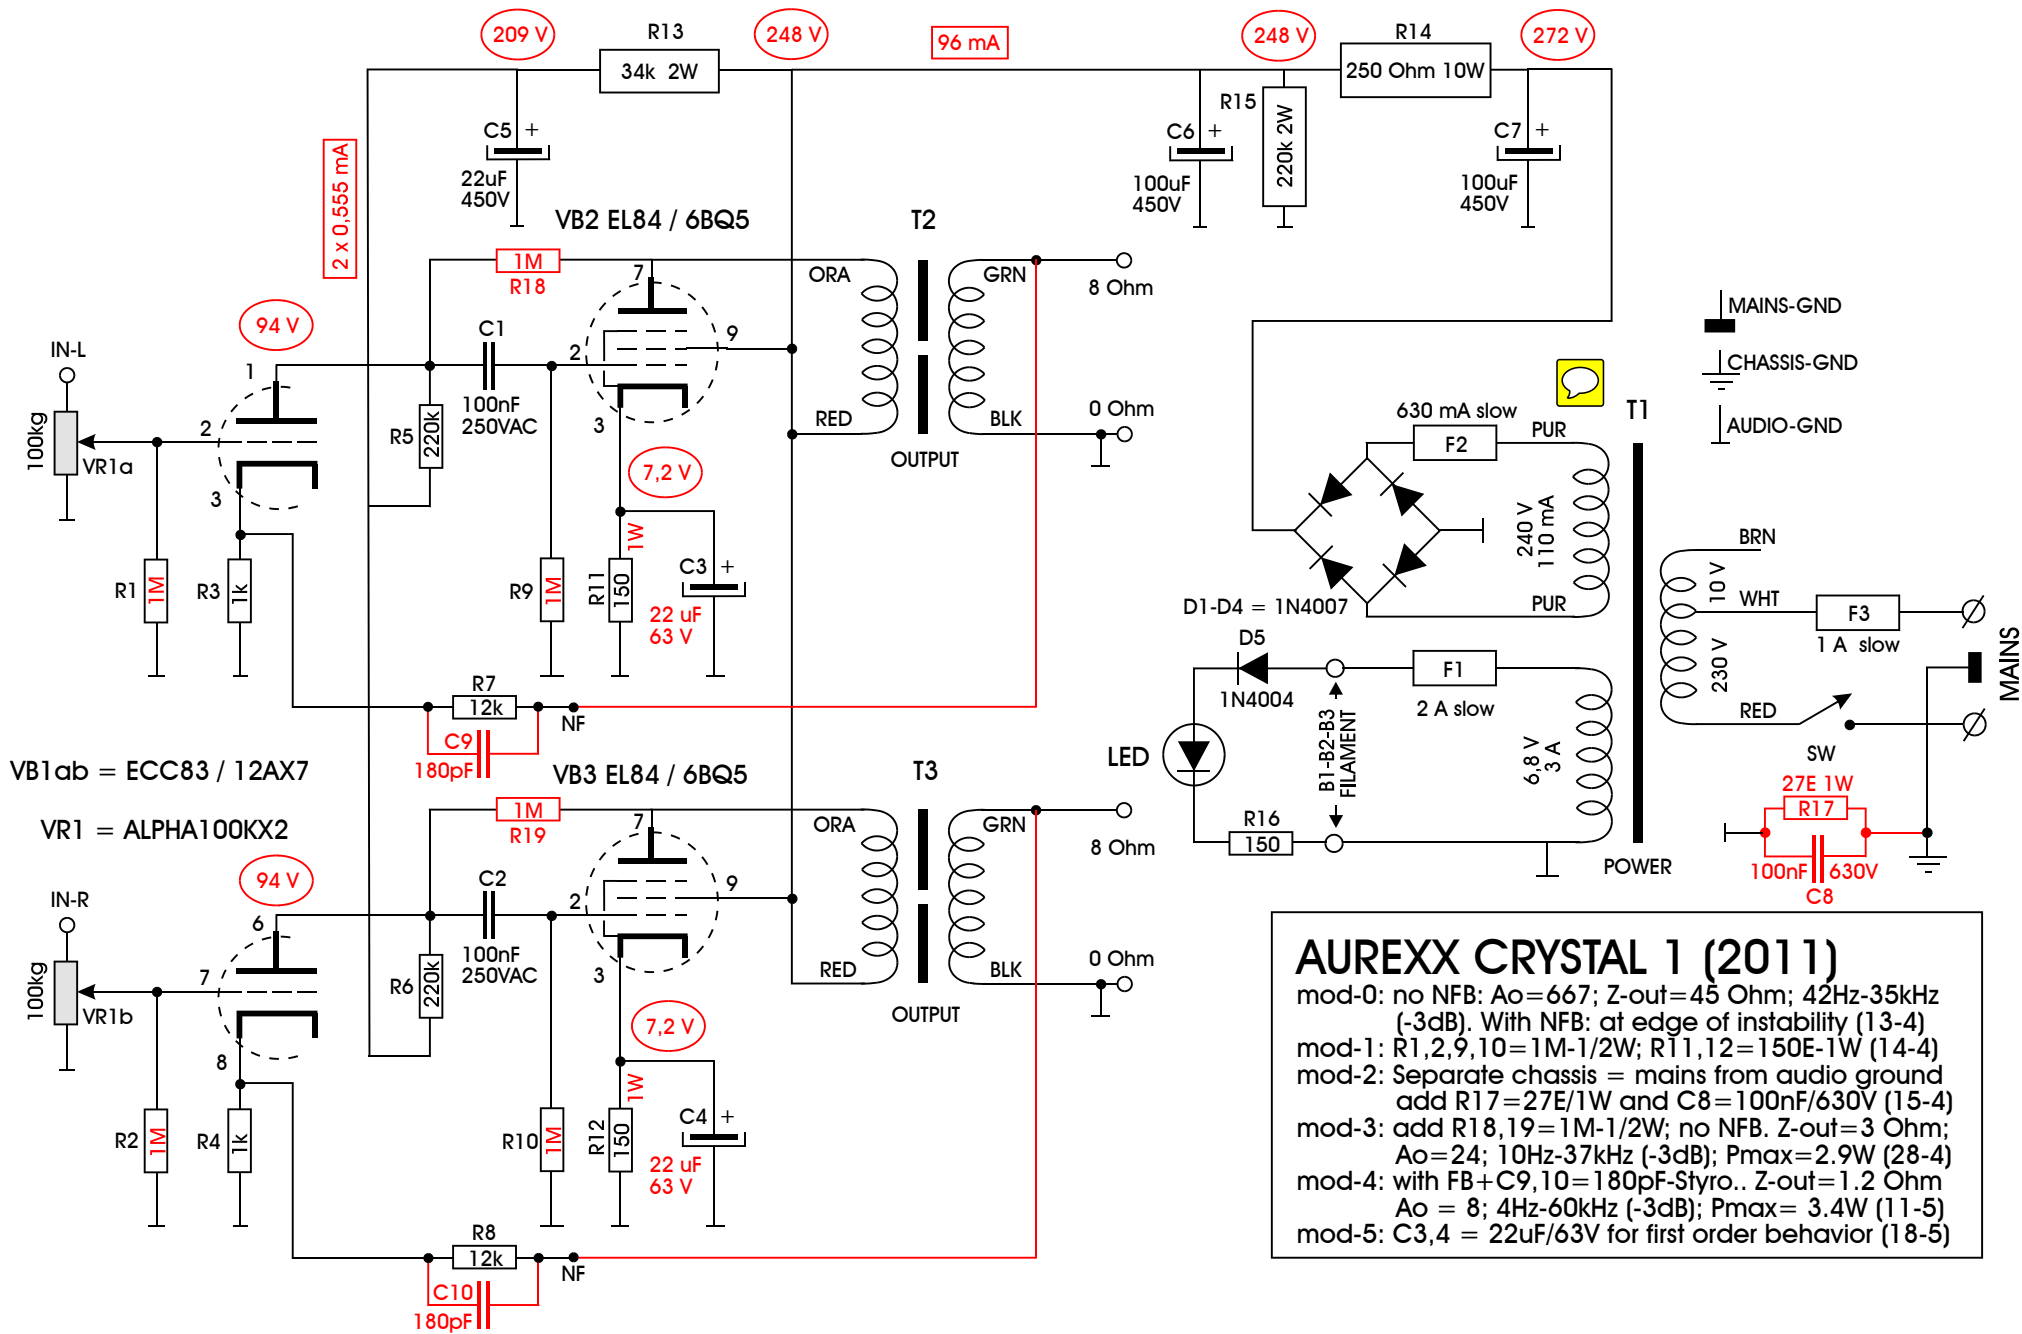 209 V
R13
34k 2W
248 V
96 mA
248 V
R14
250 Ohm 10W
272 V
2 x 0,555 mA
C5 +
22uF
450V
C6 +
100uF
450V
R15
220k 2W
C7 +
100uF
450V
VB2 EL84 / 6BQ5
T2
1M
R18
7
ORA
GRN
8 Ohm
94 V
C1
9
2
1
IN-L
100kg
VR1a
2
3
100nF
250VAC
R5
220k
3
RED
BLK
0 Ohm
OUTPUT
7,2 V
R1
1M
R3
1k
R9
1M
R11
150
1W
C3 +
22 uF
63 V
R7
12k
NF
C9
180pF
MAINS-GND
CHASSIS-GND
AUDIO-GND
630 mA slow
F2
PUR
T1
240 V
110 mA
D1-D4 = 1N4007
PUR
BRN
10 V
WHT
F3
1 A slow
230 V
RED
SW
MAINS
D5
1N4004
F1
2 A slow
LED
B1-B2-B3
FILAMENT
6,8 V
3 A
R16
150
POWER
27E 1W
R17
100nF
630V
C8
VB1ab = ECC83 / 12AX7
VR1 = ALPHA100KX2
VB3 EL84 / 6BQ5
T3
1M
R19
7
ORA
GRN
8 Ohm
94 V
C2
9
2
6
IN-R
100kg
VR1b
7
8
100nF
250VAC
R6
220k
3
RED
BLK
0 Ohm
OUTPUT
7,2 V
R2
1M
R4
1k
R10
1M
R12
150
1W
C4 +
22 uF
63 V
R8
12k
NF
C10
180pF
AUREXX CRYSTAL 1 (2011)
mod-0: no NFB: Ao=667; Z-out=45 Ohm; 42Hz-35kHz
(-3dB). With NFB: at edge of instability (13-4)
mod-1: R1,2,9,10=1M-1/2W; R11,12=150E-1W (14-4)
mod-2: Separate chassis = mains from audio ground
add R17=27E/1W and C8=100nF/630V (15-4)
mod-3: add R18,19=1M-1/2W; no NFB. Z-out=3 Ohm;
Ao=24; 10Hz-37kHz (-3dB); Pmax=2.9W (28-4)
mod-4: with FB+C9,10=180pF-Styro.. Z-out=1.2 Ohm
Ao = 8; 4Hz-60kHz (-3dB); Pmax= 3.4W (11-5)
mod-5: C3,4 = 22uF/63V for first order behavior (18-5)